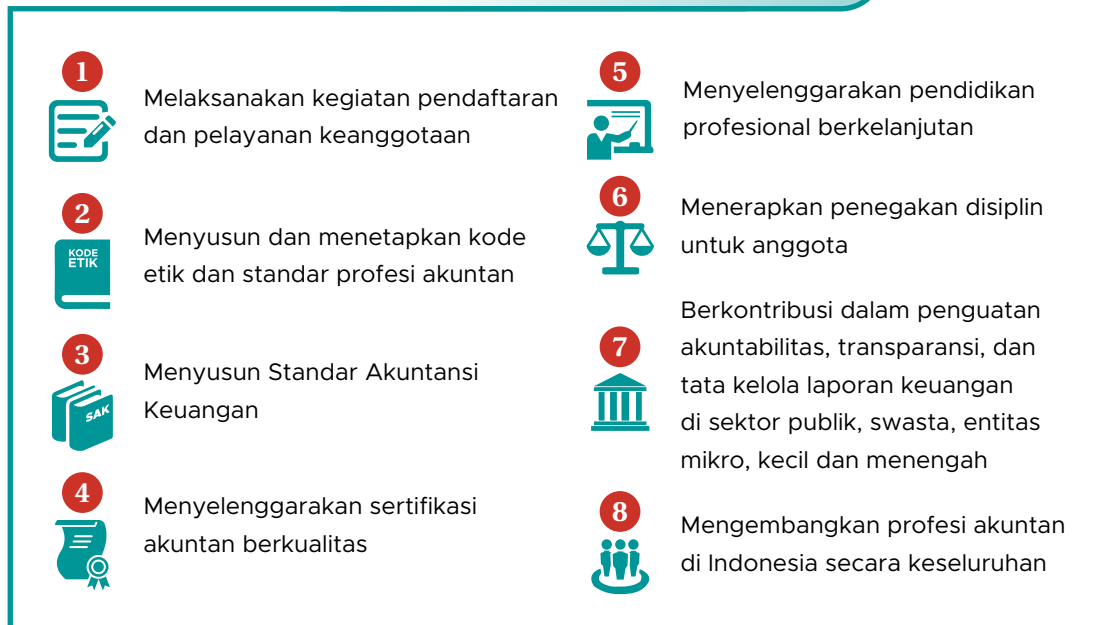 1
Melaksanakan kegiatan pendaftaran
dan pelayanan keanggotaan
2
KODE
ETIK
Menyusun dan menetapkan kode
etik dan standar profesi akuntan
3
SAK
Menyusun Standar Akuntansi
Keuangan
4
Menyelenggarakan sertifikasi
akuntan berkualitas
5
Menyelenggarakan pendidikan
profesional berkelanjutan
6
Menerapkan penegakan disiplin
untuk anggota
7
Berkontribusi dalam penguatan
akuntabilitas, transparansi, dan
tata kelola laporan keuangan
di sektor publik, swasta, entitas
mikro, kecil dan menengah
8
Mengembangkan profesi akuntan
di Indonesia secara keseluruhan